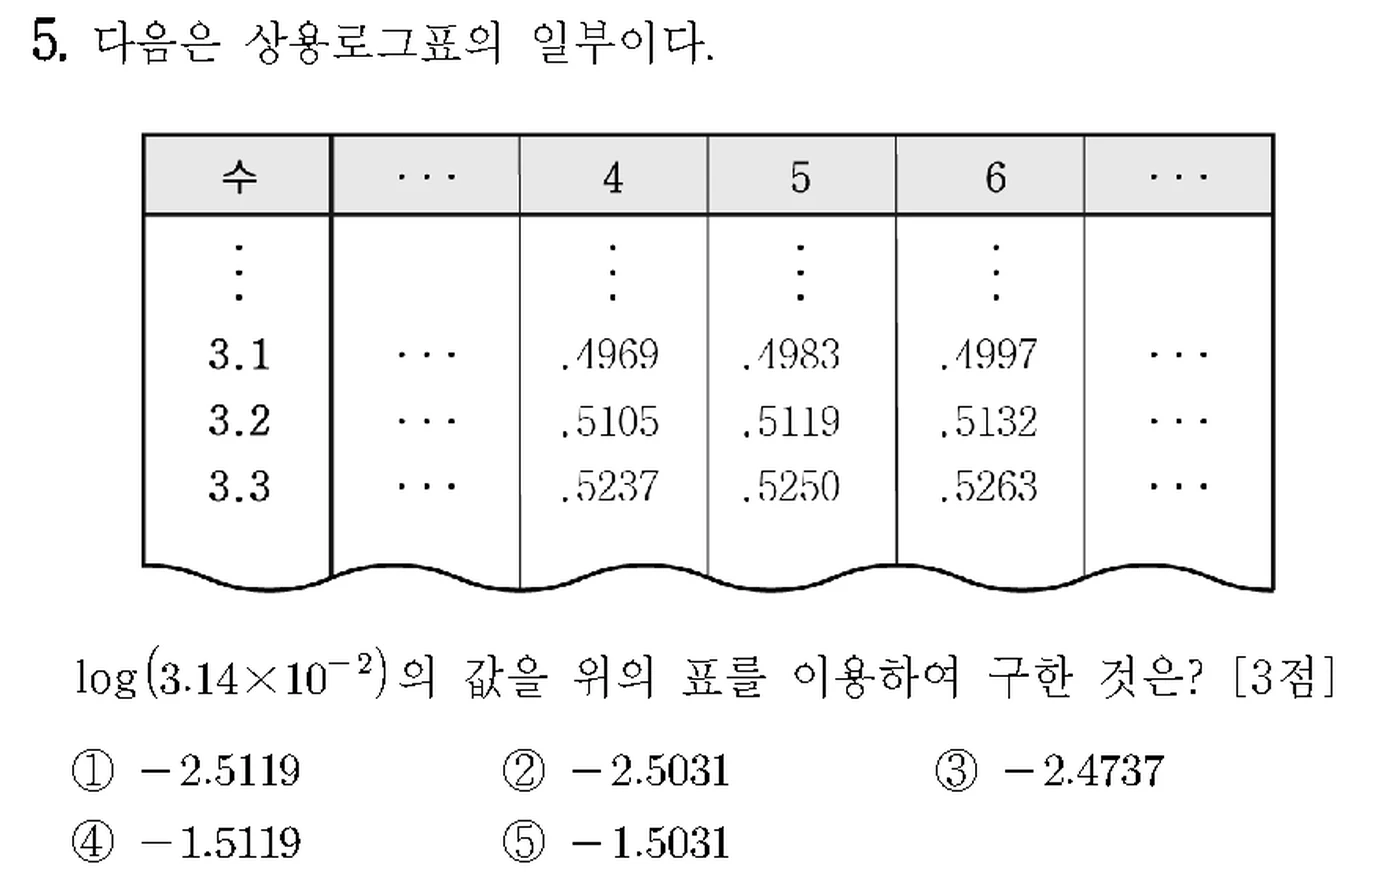 5. 다음은 상용로그표의 일부이다.
수 ··· 4 5 6 ···
⋮ ⋮ ⋮ ⋮
3.1 ··· .4969 .4983 .4997 ···
3.2 ··· .5105 .5119 .5132 ···
3.3 ··· .5237 .5250 .5263 ···
log(3.14×10⁻²)의 값을 위의 표를 이용하여 구한 것은? [3점]
① −2.5119 ② −2.5031 ③ −2.4737
④ −1.5119 ⑤ −1.5031